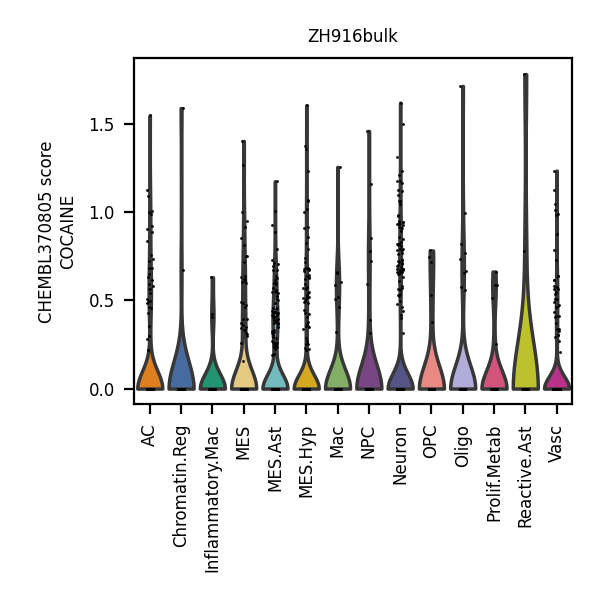 ZH916bulk
CHEMBL370805 score
COCAINE
1.5
1.0
0.5
0.0
AC
Chromatin.Reg
Inflammatory.Mac
MES
MES.Ast
MES.Hyp
Mac
NPC
Neuron
OPC
Oligo
Prolif.Metab
Reactive.Ast
Vasc